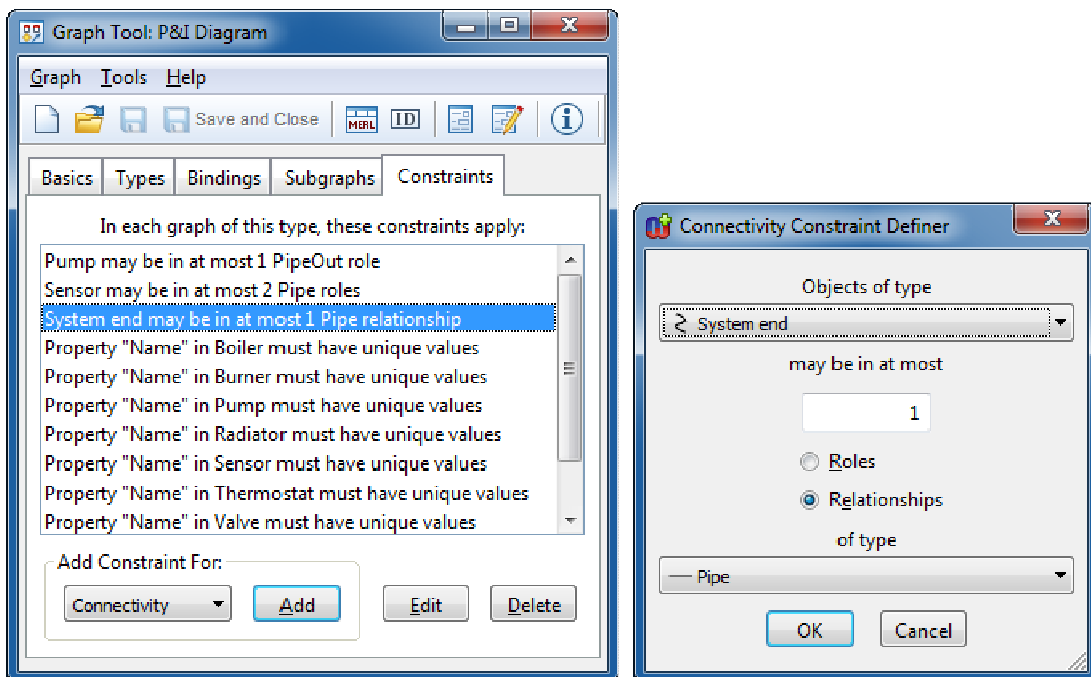 Graph Tool: P&I Diagram
Graph Tools Help
Save and Close MERL ID
Basics Types Bindings Subgraphs Constraints
In each graph of this type, these constraints apply:
Pump may be in at most 1 PipeOut role
Sensor may be in at most 2 Pipe roles
System end may be in at most 1 Pipe relationship
Property "Name" in Boiler must have unique values
Property "Name" in Burner must have unique values
Property "Name" in Pump must have unique values
Property "Name" in Radiator must have unique values
Property "Name" in Sensor must have unique values
Property "Name" in Thermostat must have unique values
Property "Name" in Valve must have unique values
Add Constraint For:
Connectivity Add Edit Delete
Connectivity Constraint Definer
Objects of type
System end
may be in at most
1
Roles
Relationships
of type
Pipe
OK Cancel